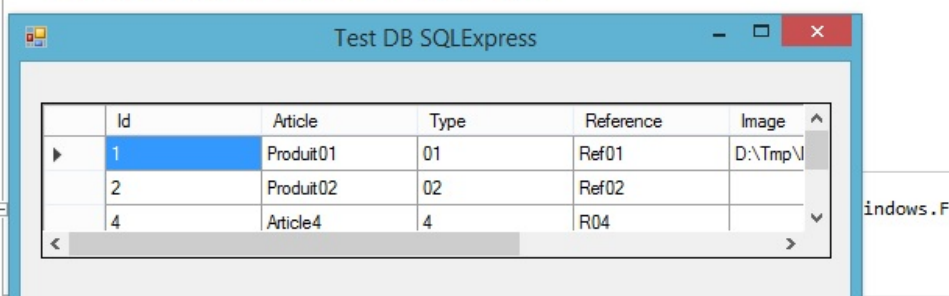 Test DB SQLExpress
Id Article Type Reference Image
1 Produit01 01 Ref01 D:\Tmp\
2 Produit02 02 Ref02
4 Article4 4 R04
indows.F